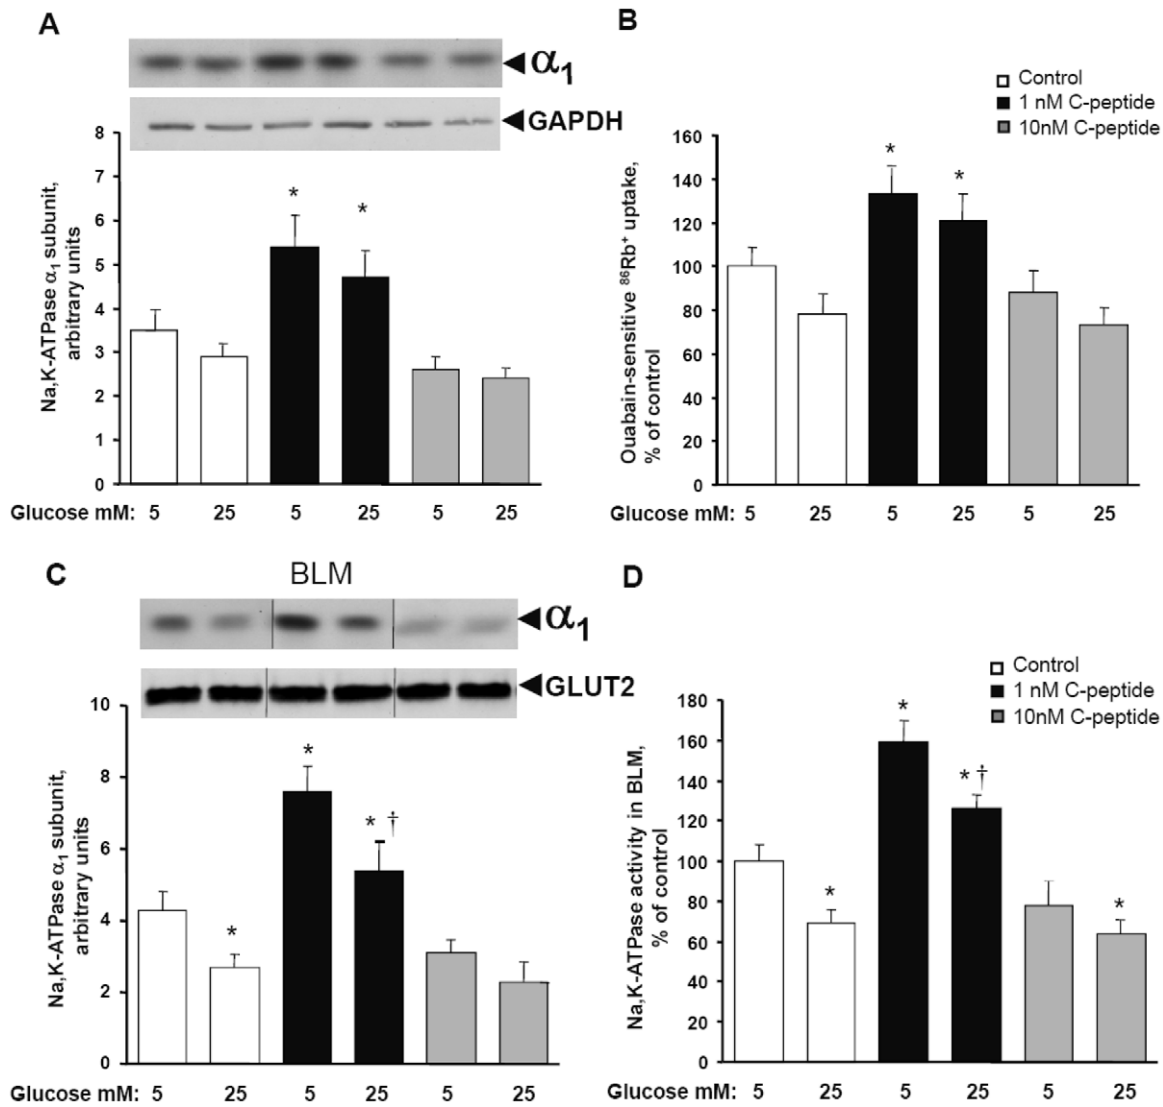 A
α1
GAPDH
Na,K-ATPase α1 subunit,
arbitrary units
8
7
6
5
4
3
2
1
0
*
*
Glucose mM: 5 25 5 25 5 25
B
Control
1 nM C-peptide
10nM C-peptide
Ouabain-sensitive ⁸⁶Rb⁺ uptake,
% of control
160
140
120
100
80
60
40
20
0
*
*
Glucose mM: 5 25 5 25 5 25
C
BLM
α1
GLUT2
Na,K-ATPase α1 subunit,
arbitrary units
10
8
6
4
2
0
*
*
* †
Glucose mM: 5 25 5 25 5 25
D
Control
1 nM C-peptide
10nM C-peptide
Na,K-ATPase activity in BLM,
% of control
180
160
140
120
100
80
60
40
20
0
*
*
* †
*
Glucose mM: 5 25 5 25 5 25